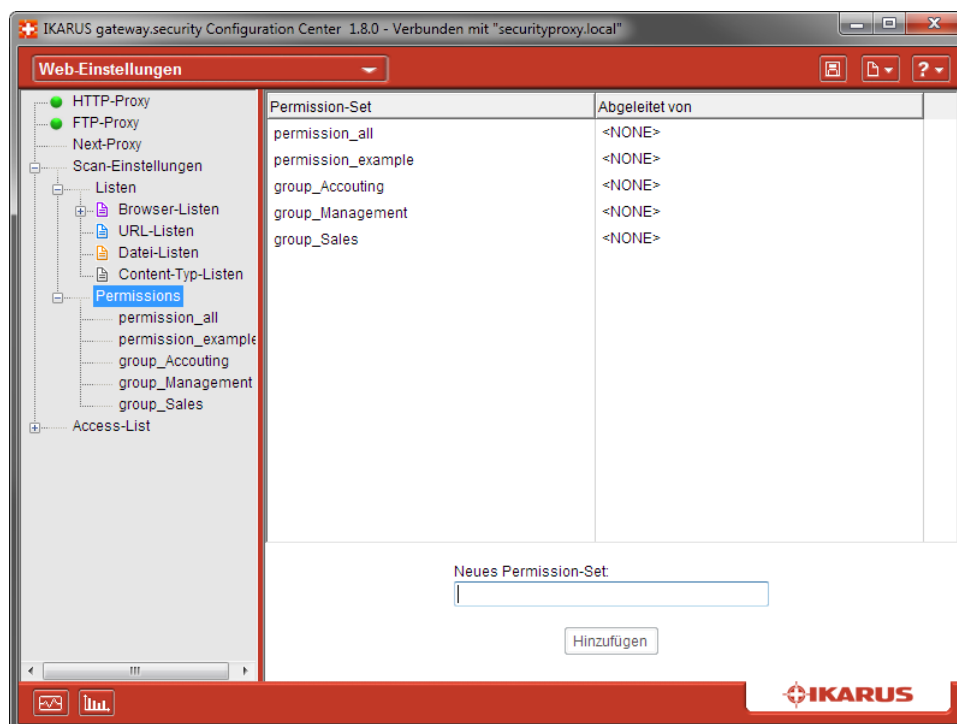 IKARUS gateway.security Configuration Center 1.8.0 - Verbunden mit "securityproxy.local"
Web-Einstellungen
HTTP-Proxy
FTP-Proxy
Next-Proxy
Scan-Einstellungen
Listen
Browser-Listen
URL-Listen
Datei-Listen
Content-Typ-Listen
Permissions
permission_all
permission_example
group_Accouting
group_Management
group_Sales
Access-List
Permission-Set Abgeleitet von
permission_all <NONE>
permission_example <NONE>
group_Accouting <NONE>
group_Management <NONE>
group_Sales <NONE>
Neues Permission-Set:
Hinzufügen
IKARUS